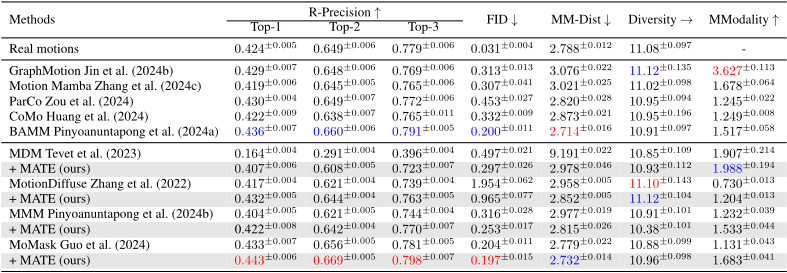 Methods R-Precision ↑ FID ↓ MM-Dist ↓ Diversity → MModality ↑
Top-1 Top-2 Top-3
Real motions 0.424±0.005 0.649±0.006 0.779±0.006 0.031±0.004 2.788±0.012 11.08±0.097 -
GraphMotion Jin et al. (2024b) 0.429±0.007 0.648±0.006 0.769±0.006 0.313±0.013 3.076±0.022 11.12±0.135 3.627±0.113
Motion Mamba Zhang et al. (2024c) 0.419±0.006 0.645±0.005 0.765±0.006 0.307±0.041 3.021±0.025 11.02±0.098 1.678±0.064
ParCo Zou et al. (2024) 0.430±0.004 0.649±0.007 0.772±0.006 0.453±0.027 2.820±0.028 10.95±0.094 1.245±0.022
CoMo Huang et al. (2024) 0.422±0.009 0.638±0.007 0.765±0.011 0.332±0.009 2.873±0.021 10.95±0.196 1.249±0.008
BAMM Pinyoanuntapong et al. (2024a) 0.436±0.007 0.660±0.006 0.791±0.005 0.200±0.011 2.714±0.016 10.91±0.097 1.517±0.058
MDM Tevet et al. (2023) 0.164±0.004 0.291±0.004 0.396±0.004 0.497±0.021 9.191±0.022 10.85±0.109 1.907±0.214
+ MATE (ours) 0.407±0.006 0.608±0.005 0.723±0.007 0.297±0.026 2.978±0.046 10.93±0.112 1.988±0.194
MotionDiffuse Zhang et al. (2022) 0.417±0.004 0.621±0.004 0.739±0.004 1.954±0.062 2.958±0.005 11.10±0.143 0.730±0.013
+ MATE (ours) 0.432±0.005 0.644±0.004 0.763±0.005 0.965±0.077 2.852±0.005 11.12±0.104 1.204±0.013
MMM Pinyoanuntapong et al. (2024b) 0.404±0.005 0.621±0.005 0.744±0.004 0.316±0.028 2.977±0.019 10.91±0.101 1.232±0.039
+ MATE (ours) 0.422±0.008 0.642±0.004 0.770±0.007 0.253±0.017 2.815±0.026 10.38±0.101 1.533±0.044
MoMask Guo et al. (2024) 0.433±0.007 0.656±0.005 0.781±0.005 0.204±0.011 2.779±0.022 10.88±0.099 1.131±0.043
+ MATE (ours) 0.443±0.006 0.669±0.005 0.798±0.007 0.197±0.015 2.732±0.014 10.96±0.098 1.683±0.041